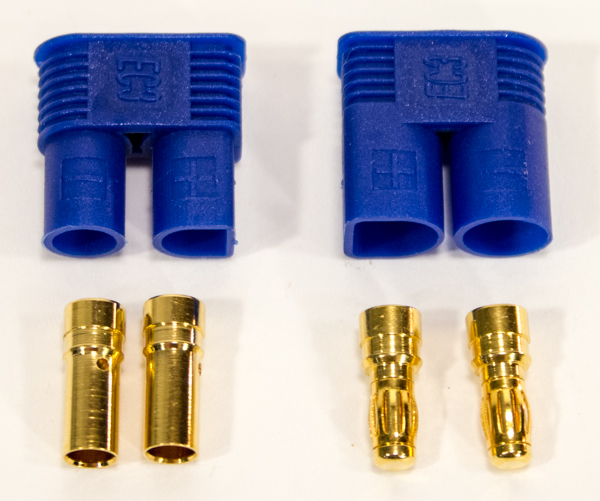 EC3
EC3
- +
+ -